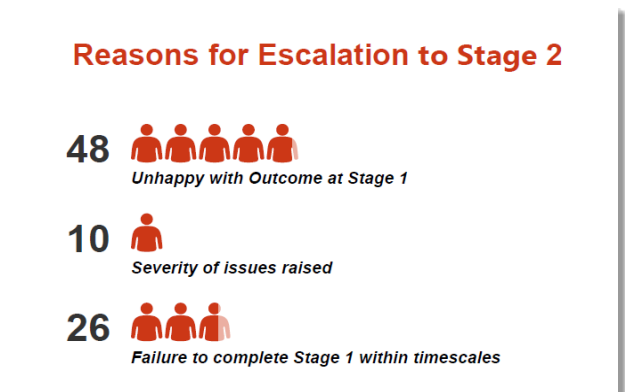 Reasons for Escalation to Stage 2
48
Unhappy with Outcome at Stage 1
10
Severity of issues raised
26
Failure to complete Stage 1 within timescales